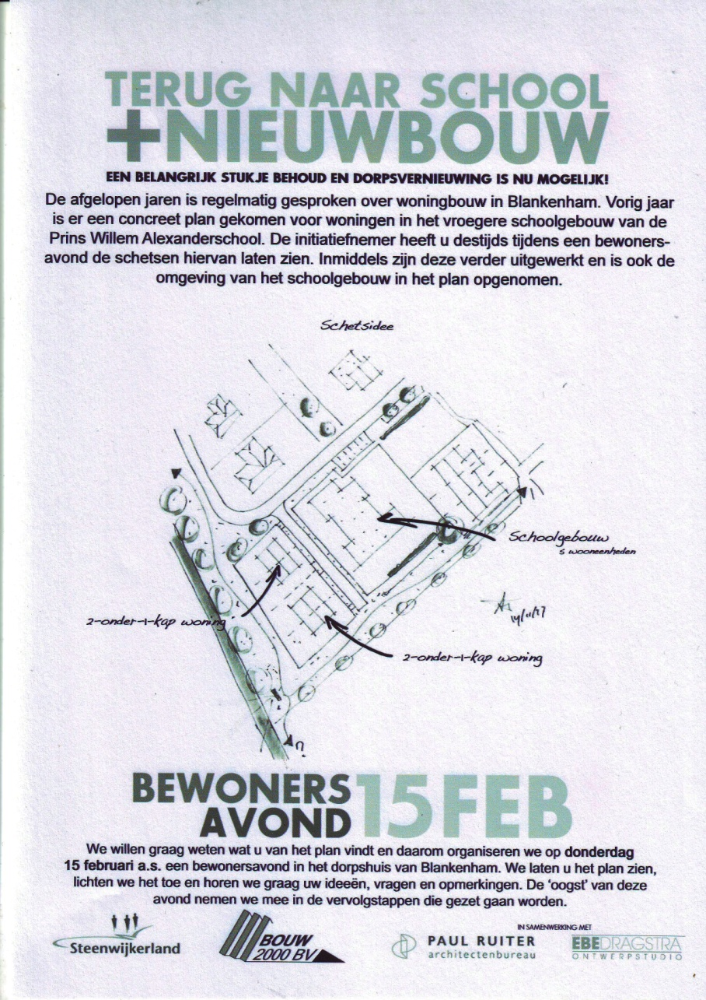 TERUG NAAR SCHOOL
+NIEUWBOUW
EEN BELANGRIJK STUKJE BEHOUD EN DORPSVERNIEUWING IS NU MOGELIJK!
De afgelopen jaren is regelmatig gesproken over woningbouw in Blankenham. Vorig jaar
is er een concreet plan gekomen voor woningen in het vroegere schoolgebouw van de
Prins Willem Alexanderschool. De initiatiefnemer heeft u destijds tijdens een bewoners-
avond de schetsen hiervan laten zien. Inmiddels zijn deze verder uitgewerkt en is ook de
omgeving van het schoolgebouw in het plan opgenomen.
Schetsidee
Schoolgebouw
5 wooneenheden
14/11/17
2-onder-1-kap woning
2-onder-1-kap woning
BEWONERS
AVOND
15 FEB
We willen graag weten wat u van het plan vindt en daarom organiseren we op donderdag
15 februari a.s. een bewonersavond in het dorpshuis van Blankenham. We laten u het plan zien,
lichten we het toe en horen we graag uw ideeën, vragen en opmerkingen. De ‘oogst’ van deze
avond nemen we mee in de vervolgstappen die gezet gaan worden.
Steenwijkerland
BOUW
2000 BV
PAUL RUITER
architectenbureau
IN SAMENWERKING MET
EBEDRAGSTRA
ONTWERPSTUDIO